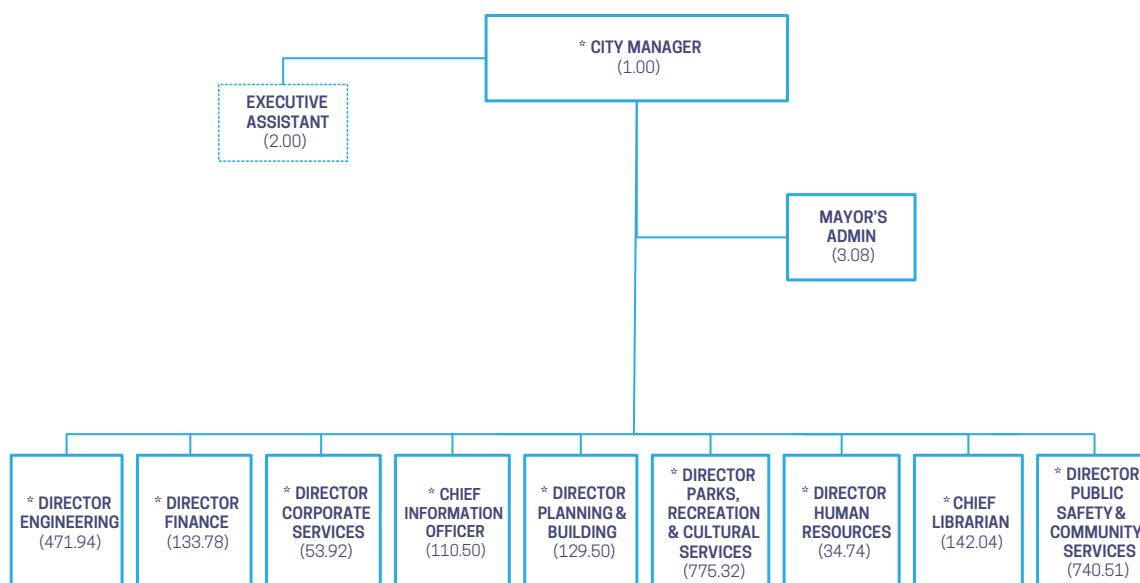 * CITY MANAGER
(1.00)
EXECUTIVE
ASSISTANT
(2.00)
MAYOR'S
ADMIN
(3.08)
* DIRECTOR
ENGINEERING
(471.94)
* DIRECTOR
FINANCE
(133.78)
* DIRECTOR
CORPORATE
SERVICES
(53.92)
* CHIEF
INFORMATION
OFFICER
(110.50)
* DIRECTOR
PLANNING &
BUILDING
(129.50)
* DIRECTOR
PARKS,
RECREATION
& CULTURAL
SERVICES
(775.32)
* DIRECTOR
HUMAN
RESOURCES
(34.74)
* CHIEF
LIBRARIAN
(142.04)
* DIRECTOR
PUBLIC
SAFETY &
COMMUNITY
SERVICES
(740.51)